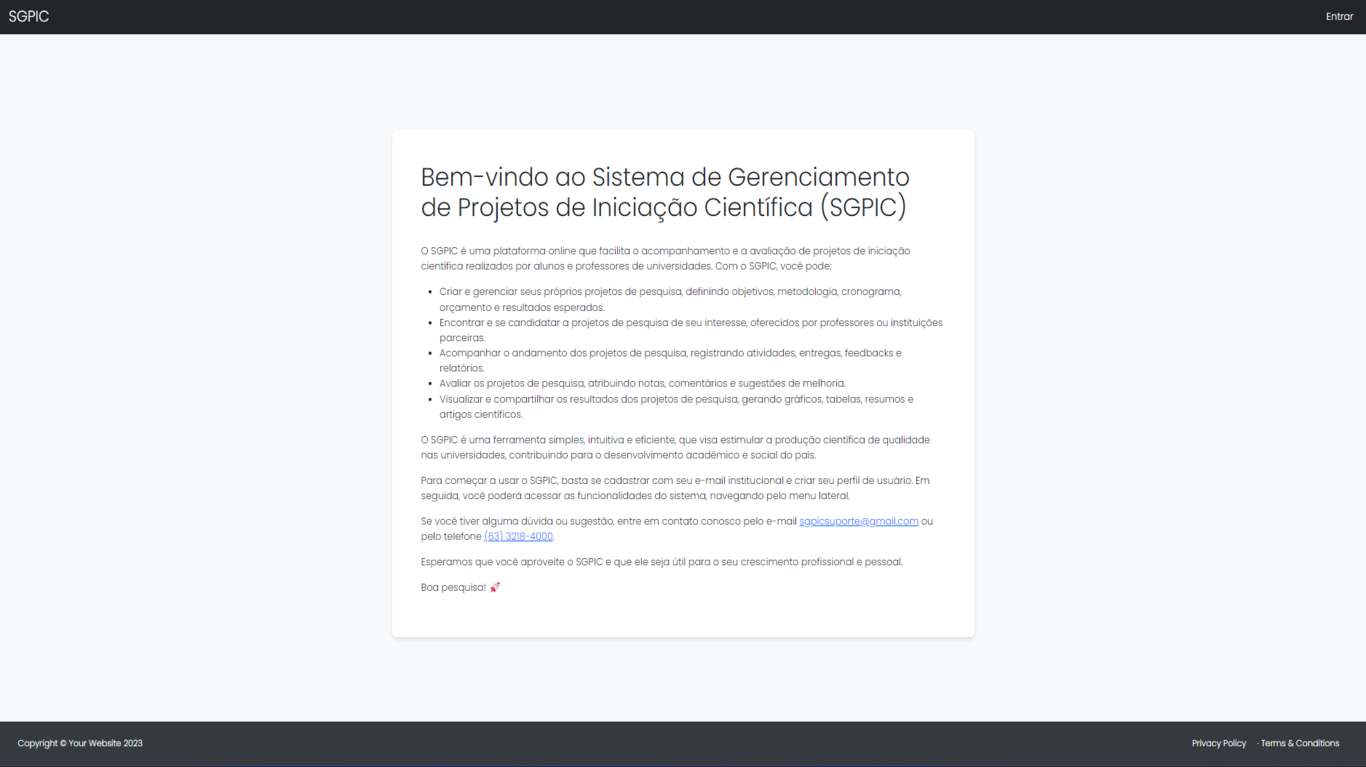 SGPIC
Entrar
Bem-vindo ao Sistema de Gerenciamento
de Projetos de Iniciação Científica (SGPIC)
O SGPIC é uma plataforma online que facilita o acompanhamento e a avaliação de projetos de iniciação
científica realizados por alunos e professores de universidades. Com o SGPIC, você pode:
• Criar e gerenciar seus próprios projetos de pesquisa, definindo objetivos, metodologia, cronograma,
orçamento e resultados esperados.
• Encontrar e se candidatar a projetos de pesquisa de seu interesse, oferecidos por professores ou instituições
parceiras.
• Acompanhar o andamento dos projetos de pesquisa, registrando atividades, entregas, feedbacks e
relatórios.
• Avaliar os projetos de pesquisa, atribuindo notas, comentários e sugestões de melhoria.
• Visualizar e compartilhar os resultados dos projetos de pesquisa, gerando gráficos, tabelas, resumos e
artigos científicos.
O SGPIC é uma ferramenta simples, intuitiva e eficiente, que visa estimular a produção científica de qualidade
nas universidades, contribuindo para o desenvolvimento acadêmico e social do país.
Para começar a usar o SGPIC, basta se cadastrar com seu e-mail institucional e criar seu perfil de usuário. Em
seguida, você poderá acessar as funcionalidades do sistema, navegando pelo menu lateral.
Se você tiver alguma dúvida ou sugestão, entre em contato conosco pelo e-mail sgpicsuporte@gmail.com ou
pelo telefone (63) 3218-4000.
Esperamos que você aproveite o SGPIC e que ele seja útil para o seu crescimento profissional e pessoal.
Boa pesquisa! 🚀
Copyright © Your Website 2023
Privacy Policy · Terms & Conditions